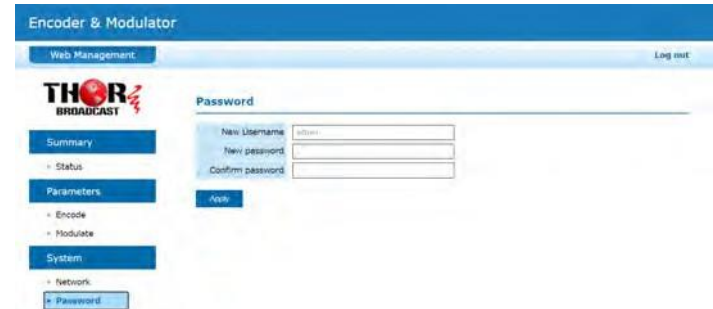 Encoder & Modulator
Web Management
Log out
THOR
BROADCAST
Password
New Username admin
New password
Confirm password
Apply
Summary
Status
Parameters
Encode
Modulate
System
Network
Password